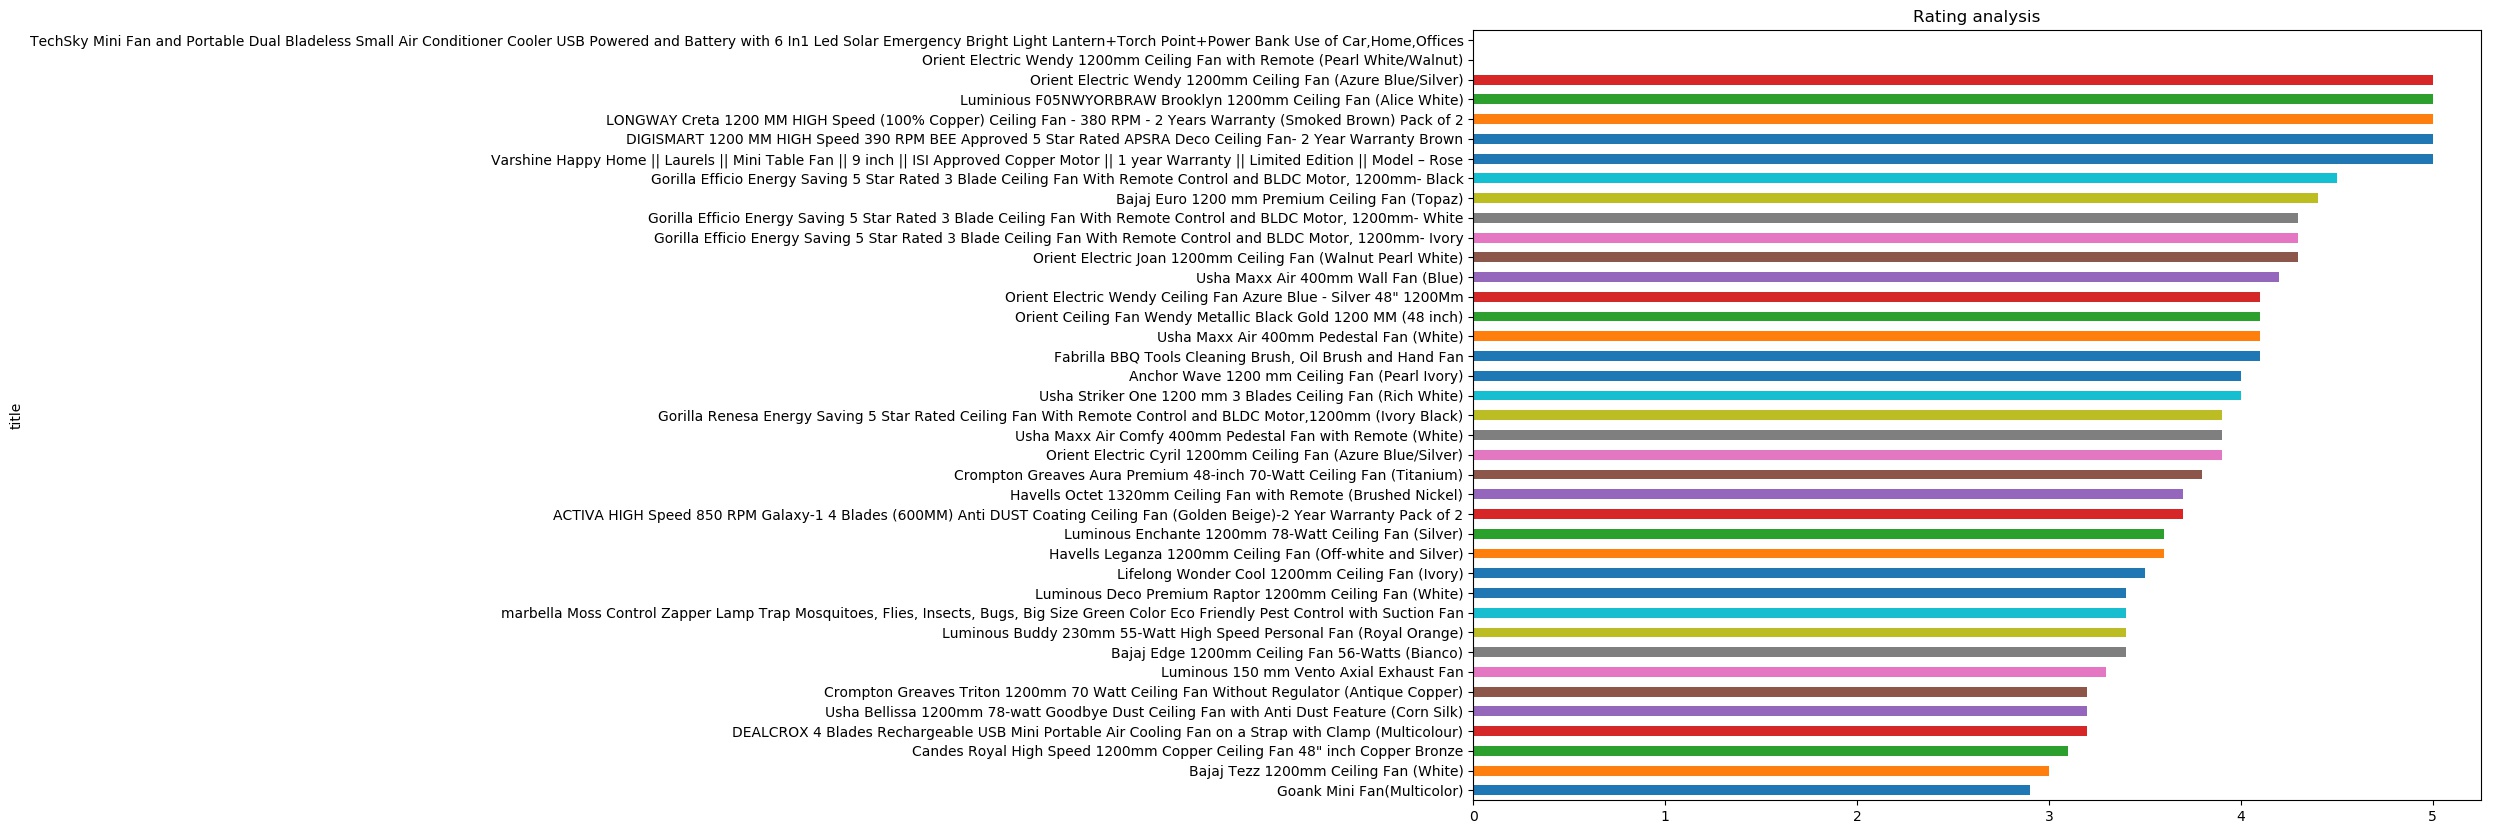 Rating analysis
TechSky Mini Fan and Portable Dual Bladeless Small Air Conditioner Cooler USB Powered and Battery with 6 In1 Led Solar Emergency Bright Light Lantern+Torch Point+Power Bank Use of Car,Home,Offices
Orient Electric Wendy 1200mm Ceiling Fan with Remote (Pearl White/Walnut)
Orient Electric Wendy 1200mm Ceiling Fan (Azure Blue/Silver)
Luminious F05NWYORBRAW Brooklyn 1200mm Ceiling Fan (Alice White)
LONGWAY Creta 1200 MM HIGH Speed (100% Copper) Ceiling Fan - 380 RPM - 2 Years Warranty (Smoked Brown) Pack of 2
DIGISMART 1200 MM HIGH Speed 390 RPM BEE Approved 5 Star Rated APSRA Deco Ceiling Fan- 2 Year Warranty Brown
Varshine Happy Home || Laurels || Mini Table Fan || 9 inch || ISI Approved Copper Motor || 1 year Warranty || Limited Edition || Model – Rose
Gorilla Efficio Energy Saving 5 Star Rated 3 Blade Ceiling Fan With Remote Control and BLDC Motor, 1200mm- Black
Bajaj Euro 1200 mm Premium Ceiling Fan (Topaz)
Gorilla Efficio Energy Saving 5 Star Rated 3 Blade Ceiling Fan With Remote Control and BLDC Motor, 1200mm- White
Gorilla Efficio Energy Saving 5 Star Rated 3 Blade Ceiling Fan With Remote Control and BLDC Motor, 1200mm- Ivory
Orient Electric Joan 1200mm Ceiling Fan (Walnut Pearl White)
Usha Maxx Air 400mm Wall Fan (Blue)
Orient Electric Wendy Ceiling Fan Azure Blue - Silver 48" 1200Mm
Orient Ceiling Fan Wendy Metallic Black Gold 1200 MM (48 inch)
Usha Maxx Air 400mm Pedestal Fan (White)
Fabrilla BBQ Tools Cleaning Brush, Oil Brush and Hand Fan
Anchor Wave 1200 mm Ceiling Fan (Pearl Ivory)
Usha Striker One 1200 mm 3 Blades Ceiling Fan (Rich White)
Gorilla Renesa Energy Saving 5 Star Rated Ceiling Fan With Remote Control and BLDC Motor,1200mm (Ivory Black)
Usha Maxx Air Comfy 400mm Pedestal Fan with Remote (White)
Orient Electric Cyril 1200mm Ceiling Fan (Azure Blue/Silver)
Crompton Greaves Aura Premium 48-inch 70-Watt Ceiling Fan (Titanium)
Havells Octet 1320mm Ceiling Fan with Remote (Brushed Nickel)
ACTIVA HIGH Speed 850 RPM Galaxy-1 4 Blades (600MM) Anti DUST Coating Ceiling Fan (Golden Beige)-2 Year Warranty Pack of 2
Luminous Enchante 1200mm 78-Watt Ceiling Fan (Silver)
Havells Leganza 1200mm Ceiling Fan (Off-white and Silver)
Lifelong Wonder Cool 1200mm Ceiling Fan (Ivory)
Luminous Deco Premium Raptor 1200mm Ceiling Fan (White)
marbella Moss Control Zapper Lamp Trap Mosquitoes, Flies, Insects, Bugs, Big Size Green Color Eco Friendly Pest Control with Suction Fan
Luminous Buddy 230mm 55-Watt High Speed Personal Fan (Royal Orange)
Bajaj Edge 1200mm Ceiling Fan 56-Watts (Bianco)
Luminous 150 mm Vento Axial Exhaust Fan
Crompton Greaves Triton 1200mm 70 Watt Ceiling Fan Without Regulator (Antique Copper)
Usha Bellissa 1200mm 78-watt Goodbye Dust Ceiling Fan with Anti Dust Feature (Corn Silk)
DEALCROX 4 Blades Rechargeable USB Mini Portable Air Cooling Fan on a Strap with Clamp (Multicolour)
Candes Royal High Speed 1200mm Copper Ceiling Fan 48" inch Copper Bronze
Bajaj Tezz 1200mm Ceiling Fan (White)
Goank Mini Fan(Multicolor)
title
0 1 2 3 4 5